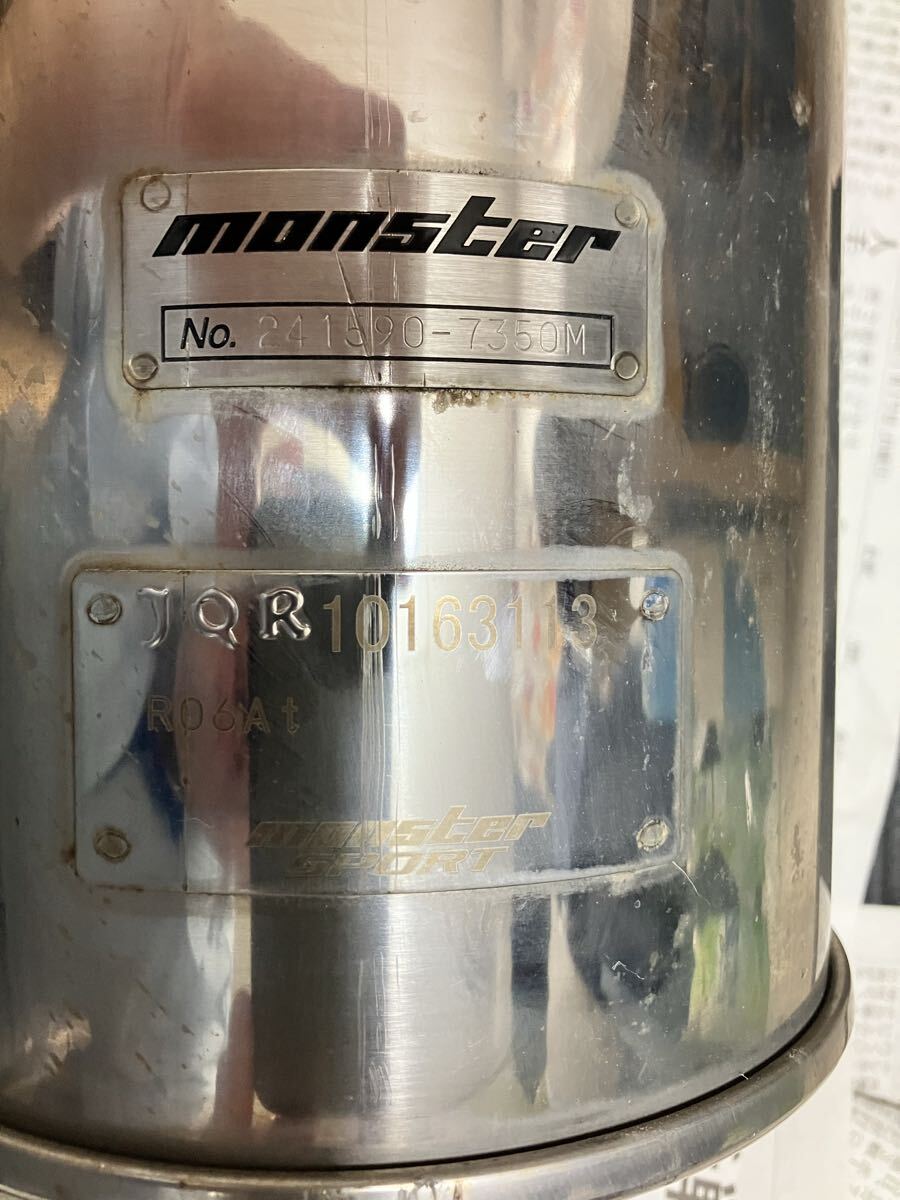 monster
No. 241590-7350M
JQR10163113
R06At
monster
SPORT